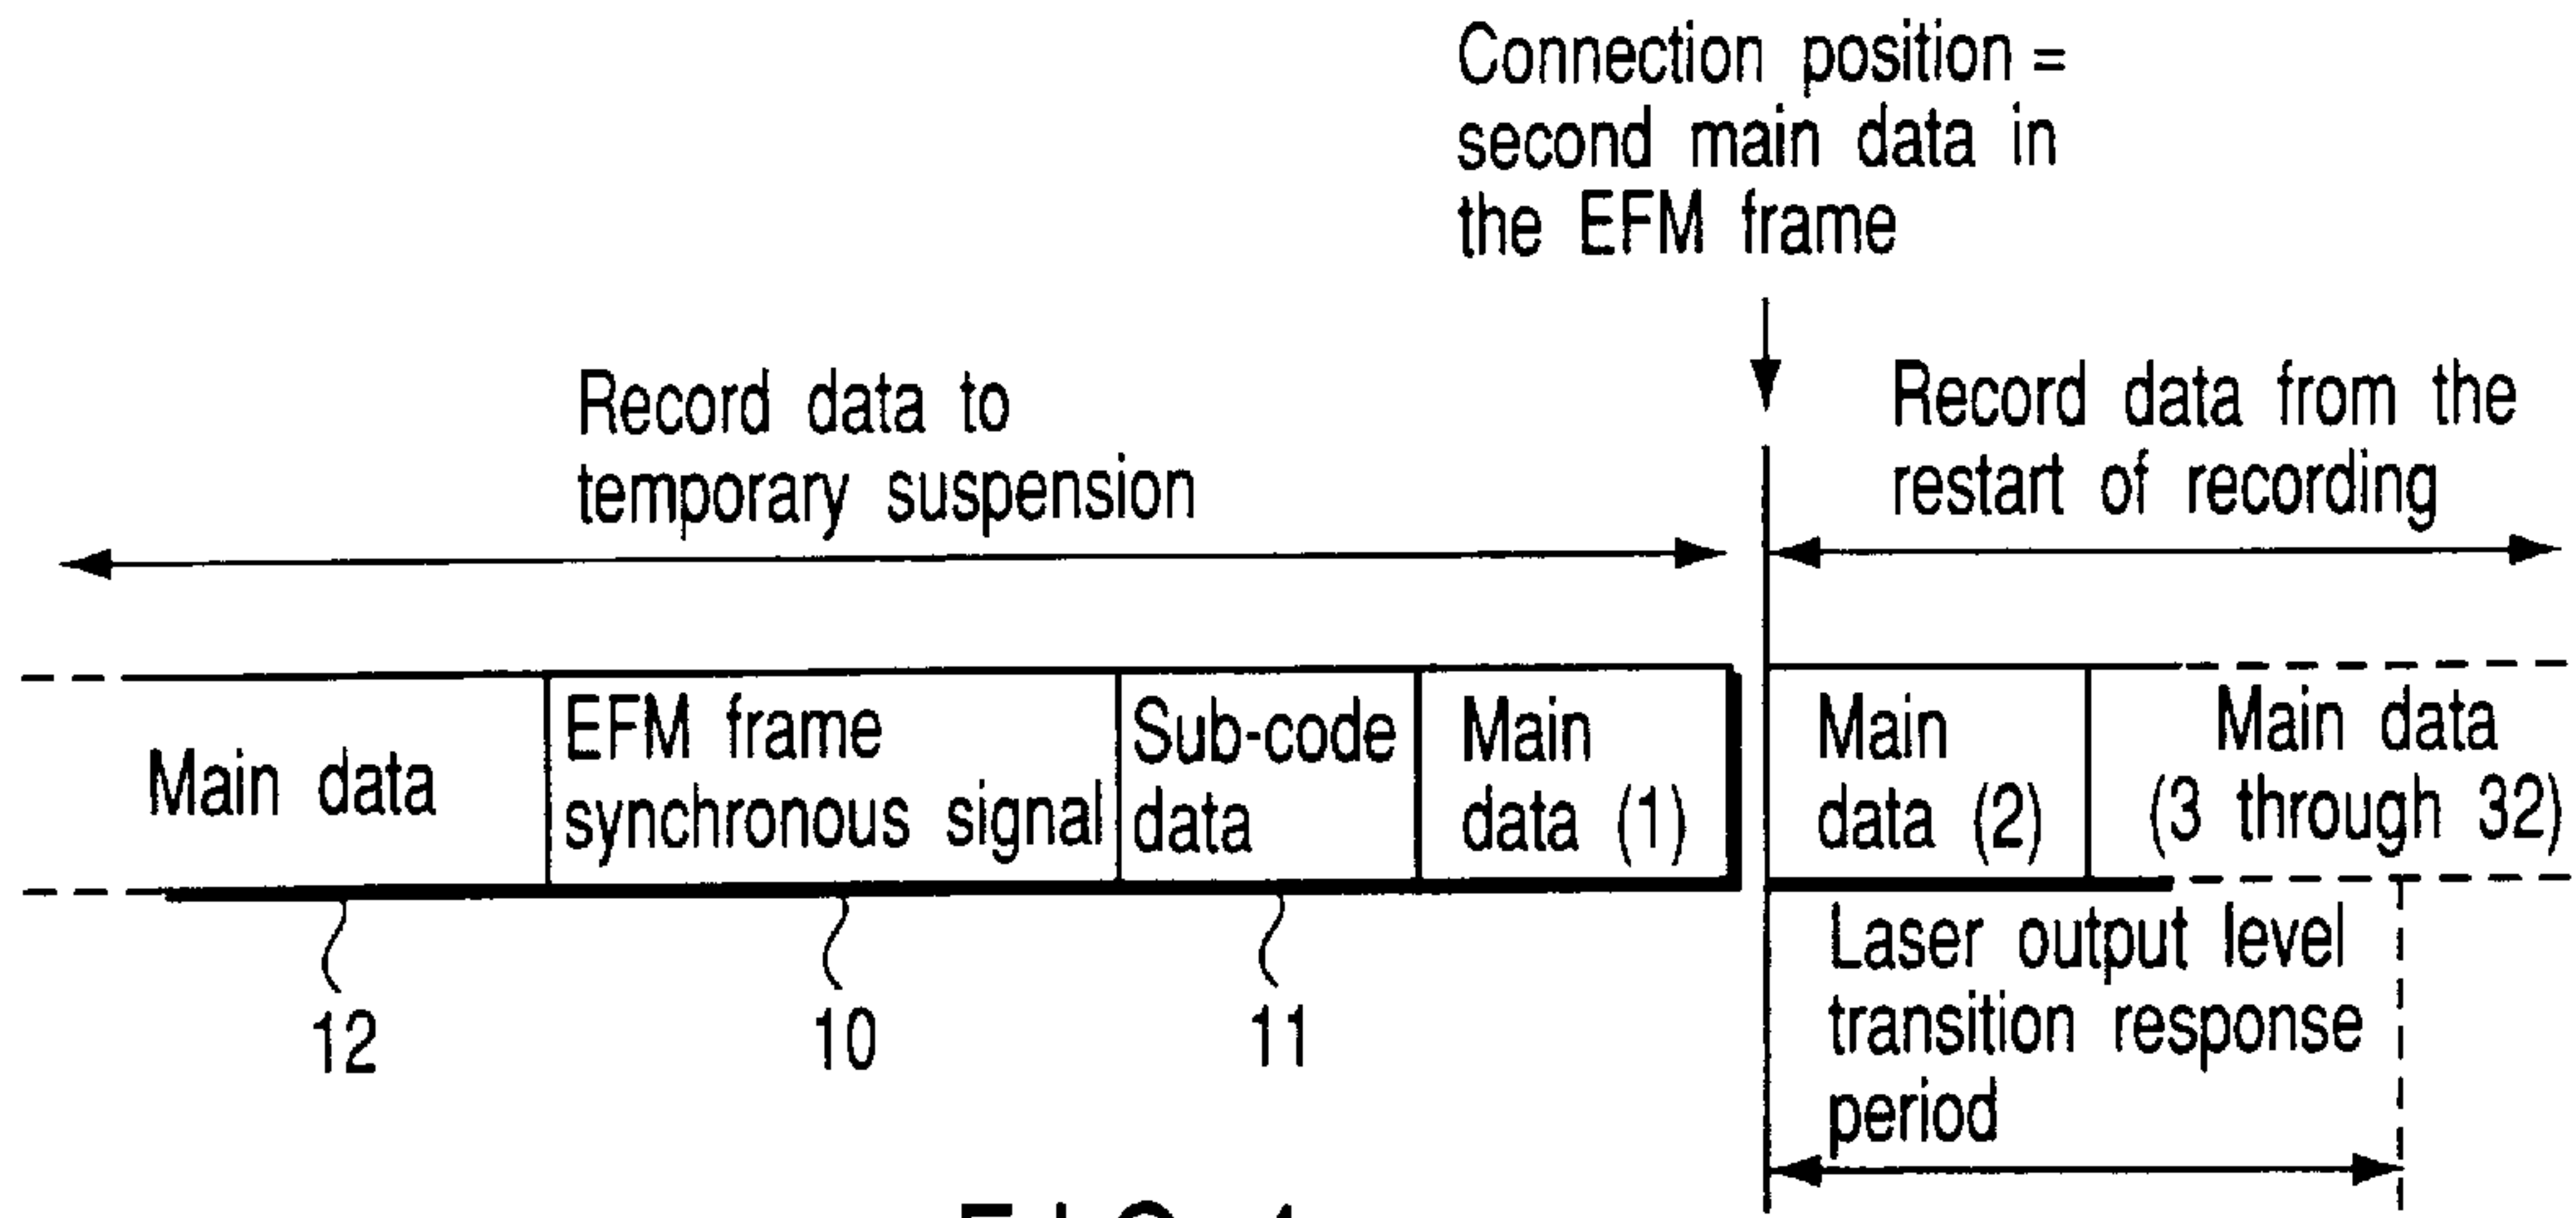 Connection position =
second main data in
the EFM frame
Record data to
temporary suspension
Record data from the
restart of recording
Main data
EFM frame
synchronous signal
Sub-code
data
Main
data (1)
Main
data (2)
Main data
(3 through 32)
Laser output level
transition response
period
12
10
11